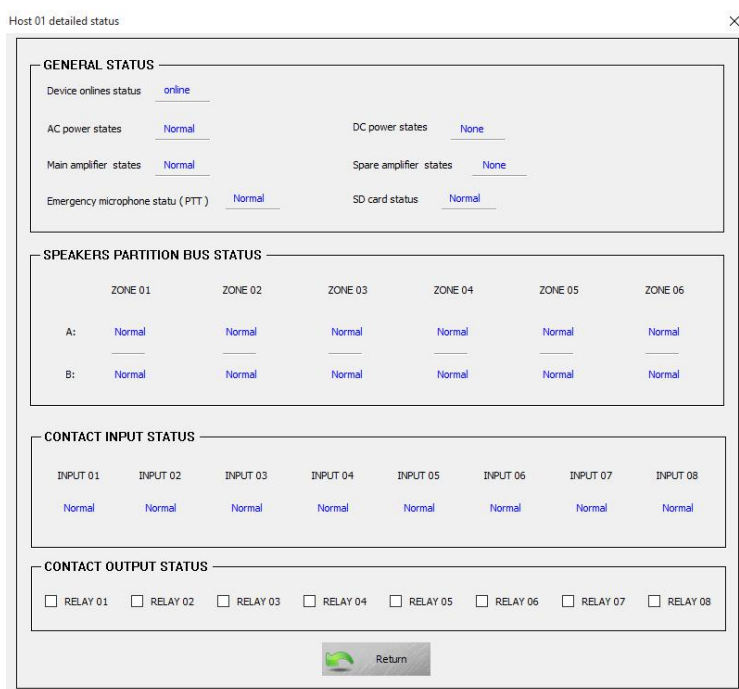 Host 01 detailed status
GENERAL STATUS
Device onlines status online
AC power states Normal DC power states None
Main amplifier states Normal Spare amplifier states None
Emergency microphone statu ( PTT ) Normal SD card status Normal
SPEAKERS PARTITION BUS STATUS
ZONE 01 ZONE 02 ZONE 03 ZONE 04 ZONE 05 ZONE 06
A: Normal Normal Normal Normal Normal Normal
B: Normal Normal Normal Normal Normal Normal
CONTACT INPUT STATUS
INPUT 01 INPUT 02 INPUT 03 INPUT 04 INPUT 05 INPUT 06 INPUT 07 INPUT 08
Normal Normal Normal Normal Normal Normal Normal Normal
CONTACT OUTPUT STATUS
RELAY 01 RELAY 02 RELAY 03 RELAY 04 RELAY 05 RELAY 06 RELAY 07 RELAY 08
Return